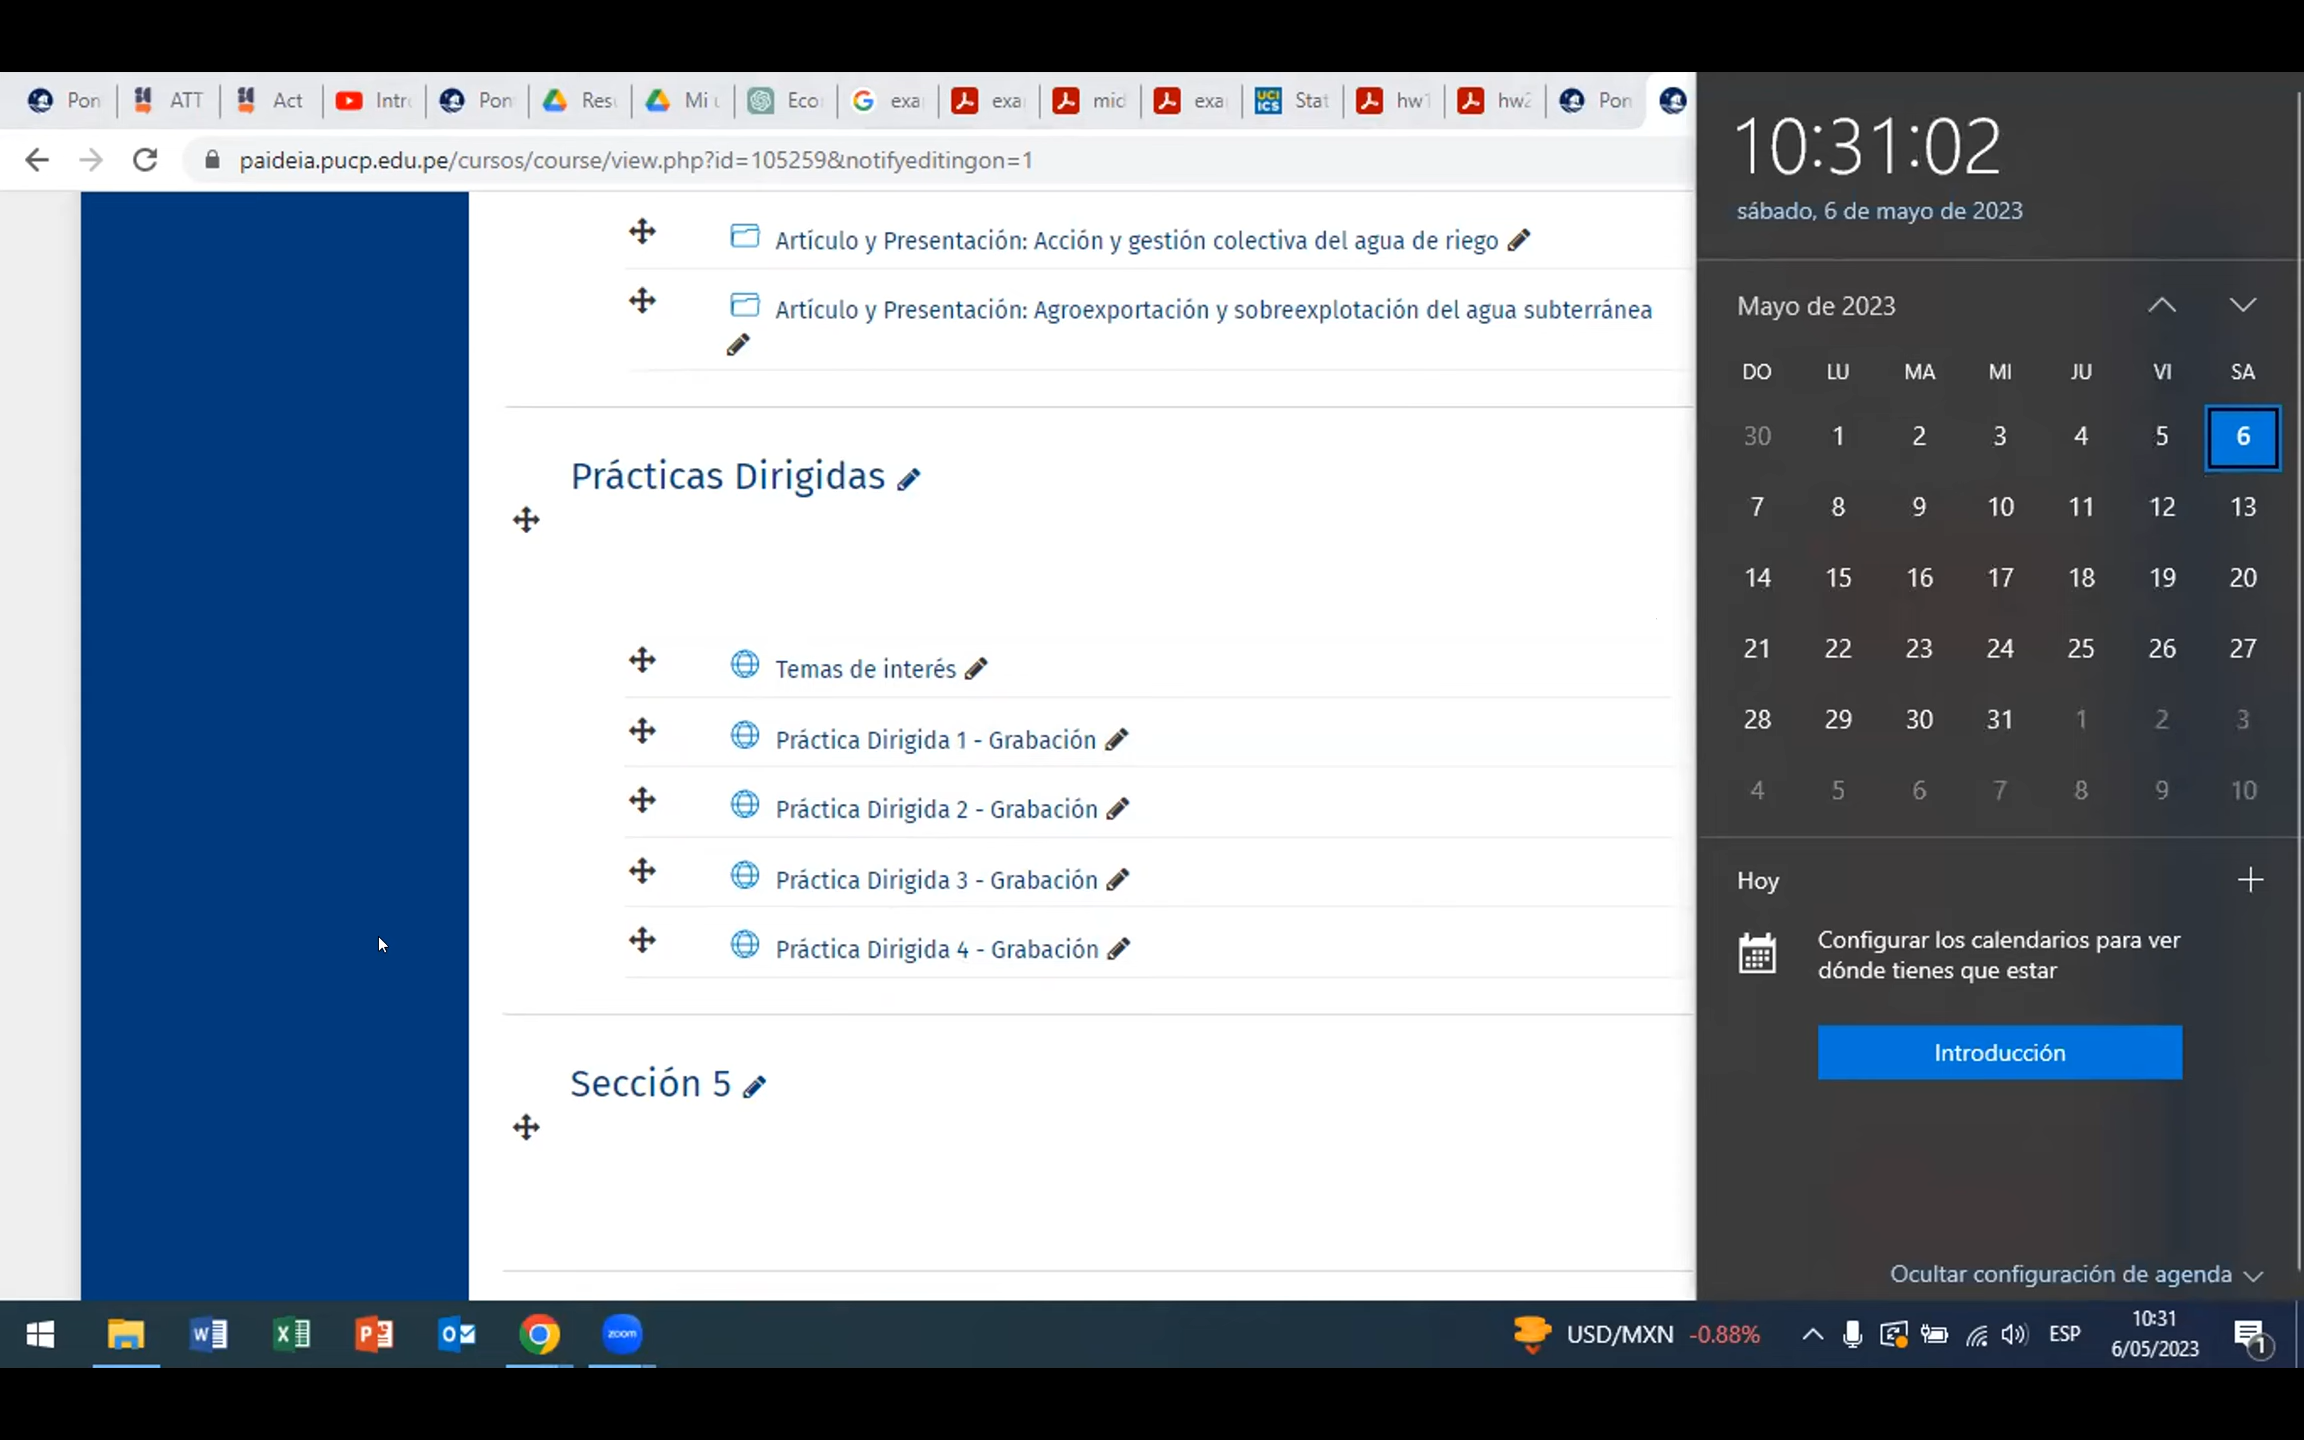 Pon
ATT
Act
Intr
Pon
Res
Mi
Eco
exa
exa
mic
exa
UCI ICS
Stat
hw1
hw2
Pon
paideia.pucp.edu.pe/cursos/course/view.php?id=105259&notifyeditingon=1
Artículo y Presentación: Acción y gestión colectiva del agua de riego
Artículo y Presentación: Agroexportación y sobreexplotación del agua subterránea
Prácticas Dirigidas
Temas de interés
Práctica Dirigida 1 - Grabación
Práctica Dirigida 2 - Grabación
Práctica Dirigida 3 - Grabación
Práctica Dirigida 4 - Grabación
Sección 5
10:31:02
sábado, 6 de mayo de 2023
Mayo de 2023
DO LU MA MI JU VI SA
30 1 2 3 4 5 6
7 8 9 10 11 12 13
14 15 16 17 18 19 20
21 22 23 24 25 26 27
28 29 30 31 1 2 3
4 5 6 7 8 9 10
Hoy
Configurar los calendarios para ver
dónde tienes que estar
Introducción
Ocultar configuración de agenda
zoom
USD/MXN -0.88%
ESP
10:31
6/05/2023
1